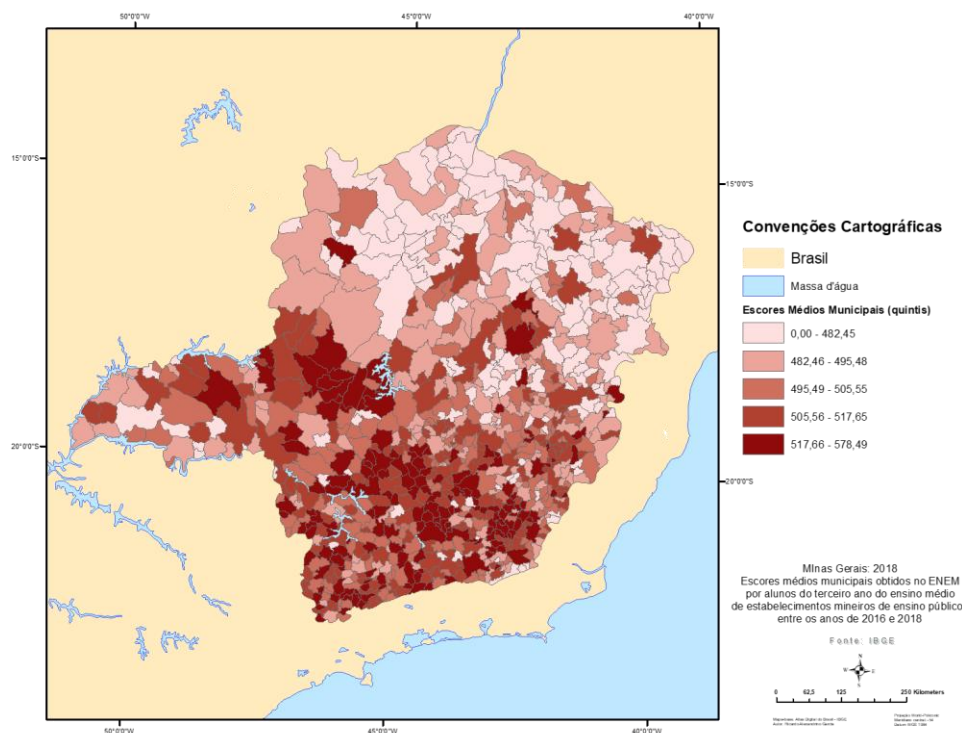 50°0'0"W 45°0'0"W 40°0'0"W
15°0'0"S
15°0'0"S
20°0'0"S
20°0'0"S
50°0'0"W 45°0'0"W 40°0'0"W
Convenções Cartográficas
Brasil
Massa d'água
Escores Médios Municipais (quintis)
0,00 - 482,45
482,46 - 495,48
495,49 - 505,55
505,56 - 517,65
517,66 - 578,49
MInas Gerais: 2018
Escores médios municipais obtidos no ENEM
por alunos do terceiro ano do ensino médio
de estabelecimentos mineiros de ensino público
entre os anos de 2016 e 2018
Fonte: IBGE
N
W E
S
0 62,5 125 250 Kilometers